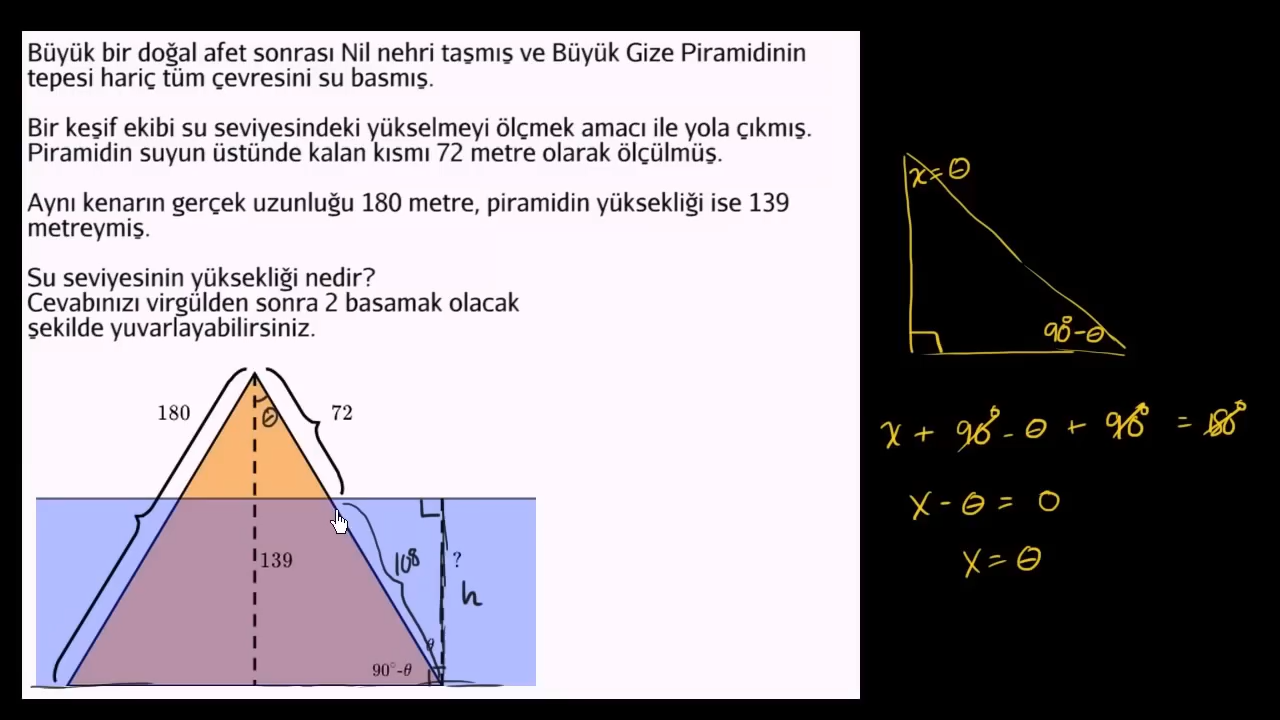 Büyük bir doğal afet sonrası Nil nehri taşmış ve Büyük Gize Piramidinin
tepesi hariç tüm çevresini su basmış.
Bir keşif ekibi su seviyesindeki yükselmeyi ölçmek amacı ile yola çıkmış.
Piramidin suyun üstünde kalan kısmı 72 metre olarak ölçülmüş.
Aynı kenarın gerçek uzunluğu 180 metre, piramidin yüksekliği ise 139
metreymiş.
Su seviyesinin yüksekliği nedir?
Cevabınızı virgülden sonra 2 basamak olacak
şekilde yuvarlayabilirsiniz.
180
θ
72
139
108
?
h
θ
90°-θ
x=θ
90°-θ
x + 90° - θ + 90° = 180°
x - θ = 0
x = θ